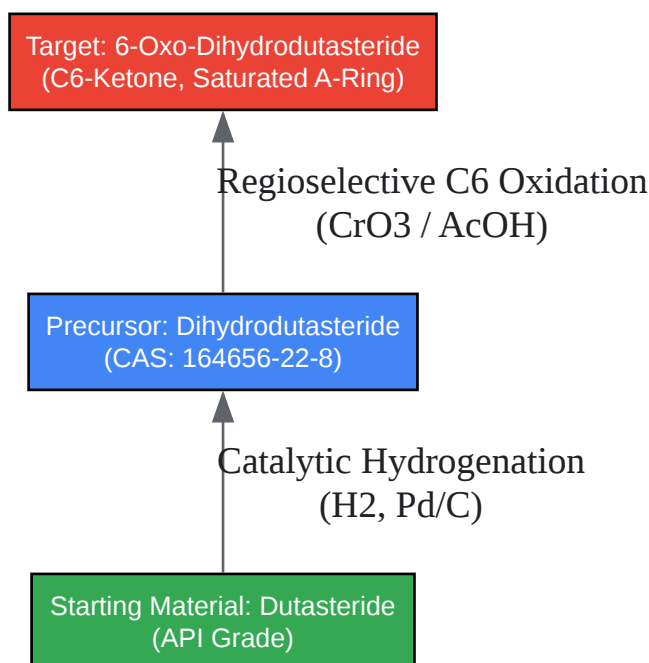 Target: 6-Oxo-Dihydrodutasteride
(C6-Ketone, Saturated A-Ring)
Regioselective C6 Oxidation
(CrO3 / AcOH)
Precursor: Dihydrodutasteride
(CAS: 164656-22-8)
Catalytic Hydrogenation
(H2, Pd/C)
Starting Material: Dutasteride
(API Grade)